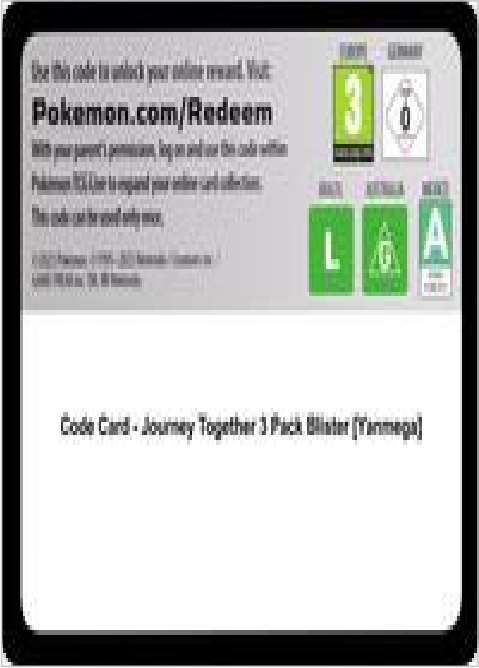 Use this code to unlock your online reward. Visit:
Pokemon.com/Redeem
With your parent's permission, log on and use this code within
Pokémon TCG Live to expand your online card collection.
This code can be used only once.
EUROPE GERMANY
3 0
BRAZIL AUSTRALIA MEXICO
L G A
Code Card - Journey Together 3 Pack Blister [Yanmega]